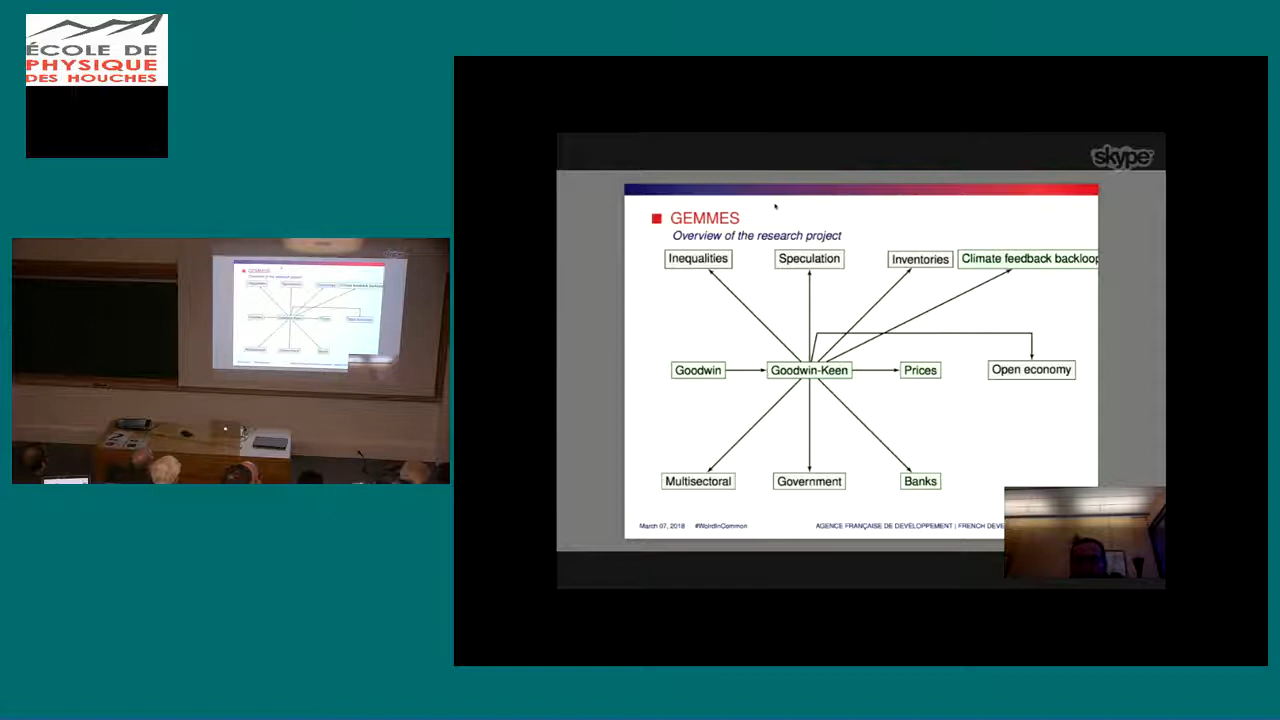 ÉCOLE DE
PHYSIQUE
DES HOUCHES
skype
GEMMES
Overview of the research project
Inequalities
Speculation
Inventories
Climate feedback backloop
Goodwin
Goodwin-Keen
Prices
Open economy
Multisectoral
Government
Banks
March 07, 2018 #WorldInCommon AGENCE FRANÇAISE DE DÉVELOPPEMENT | FRENCH DEVE